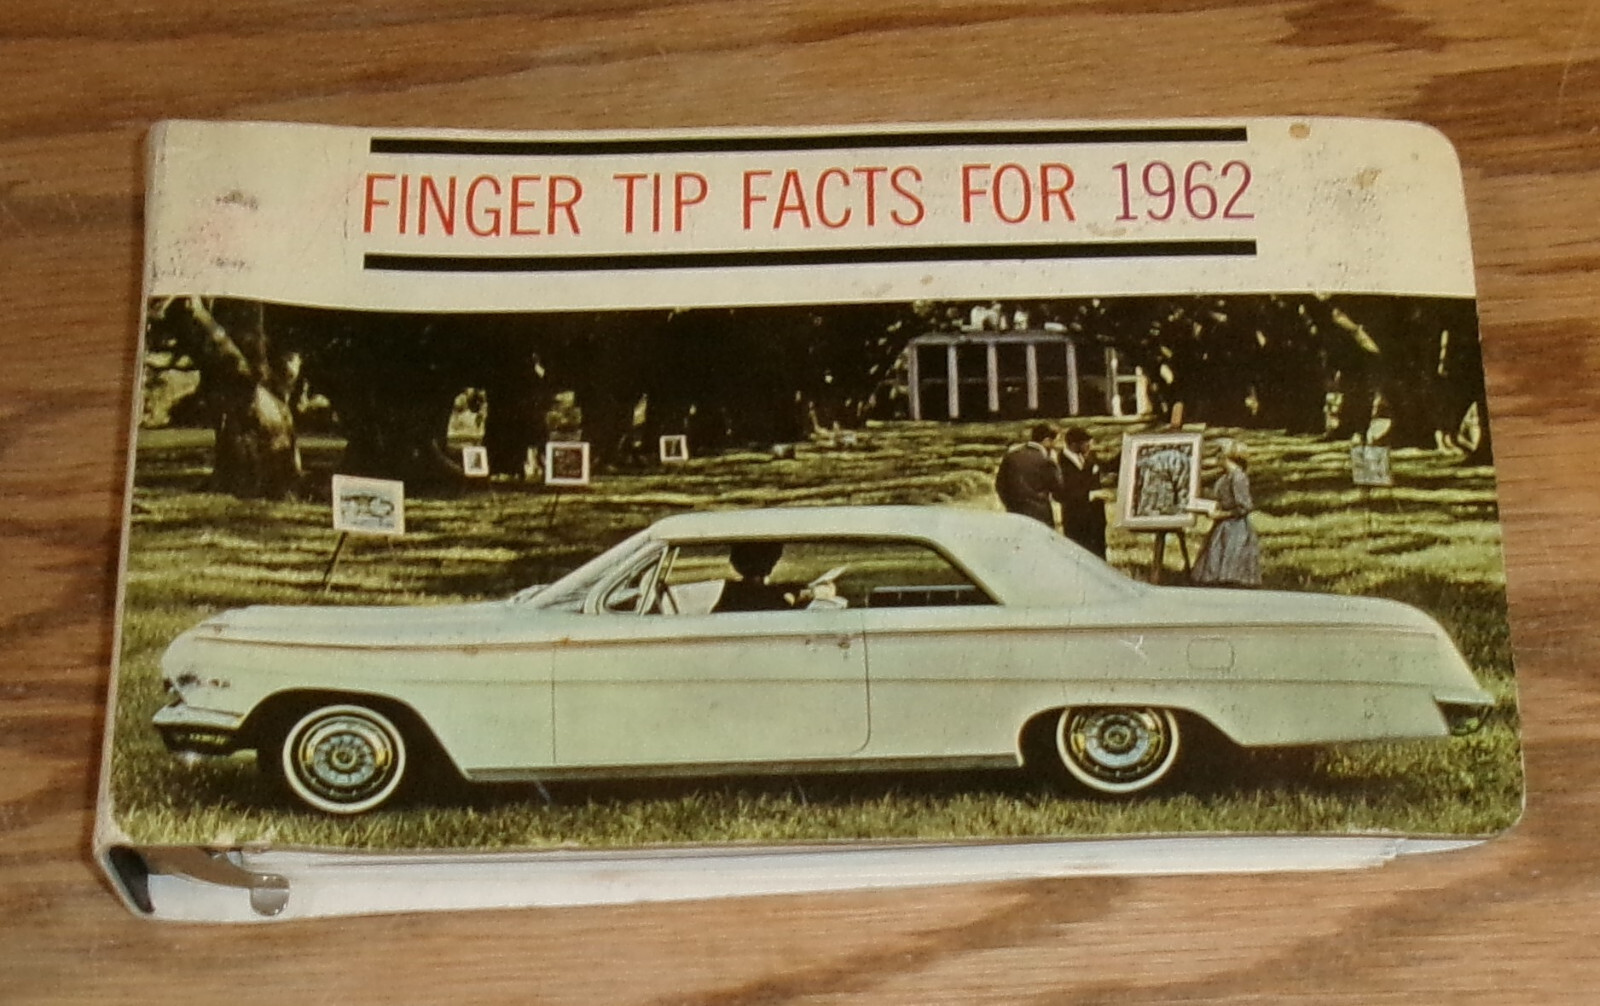 FINGER TIP FACTS FOR 1962